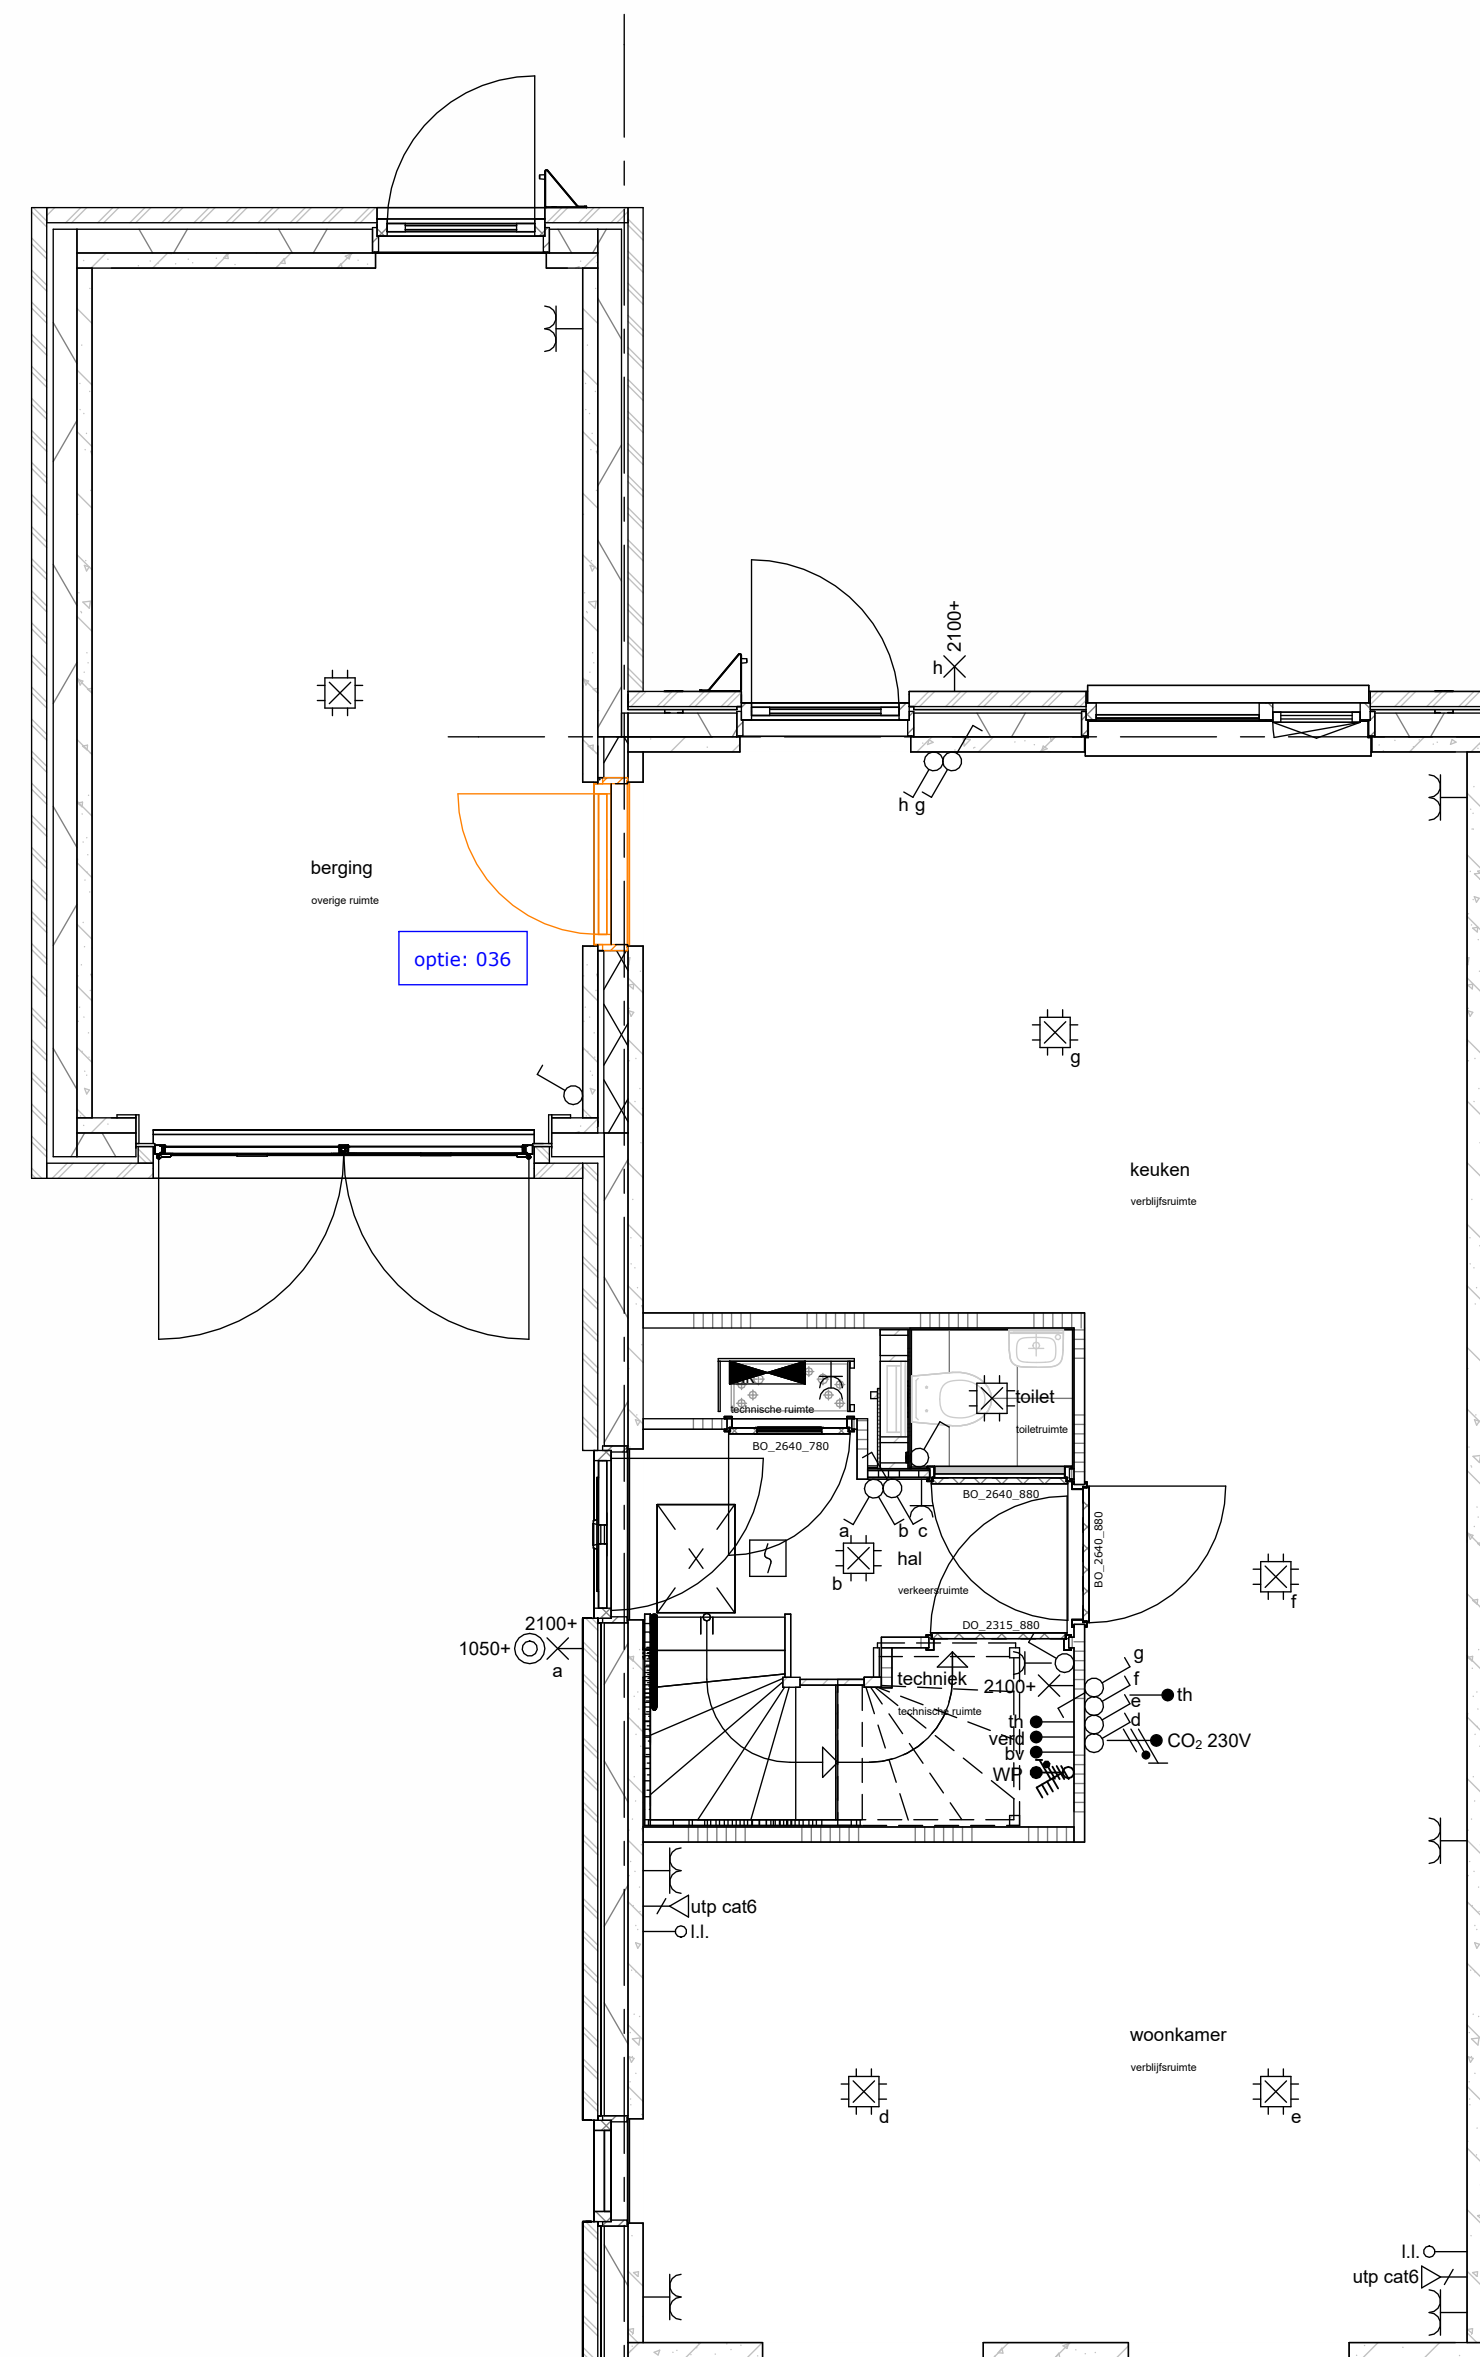 2100+
h
h g
berging
overige ruimte
optie: 036
g
keuken
verblijfsruimte
toilet
technische ruimte
toiletruimte
BO_2640_780
BO_2640_880
BO_2640_880
a
b
c
hal
b
verkeersruimte
f
2100+
DO_2315_880
1050+
a
techniek
2100+
technische ruimte
g
f
e
d
th
th
verd
bv
WP
CO₂ 230V
utp cat6
l.l.
woonkamer
verblijfsruimte
d
e
l.l.
utp cat6